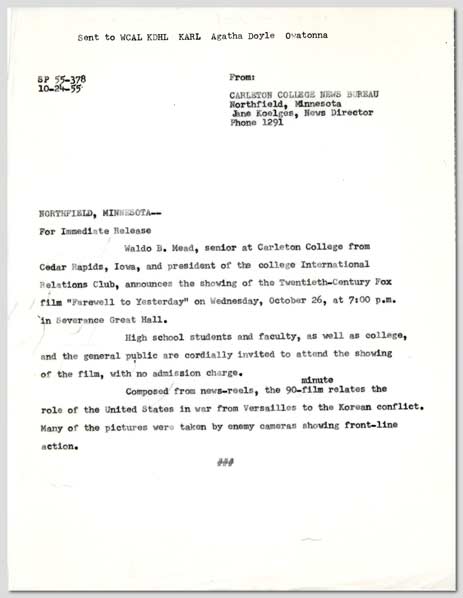 Sent to WCAL KDHL KARL Agatha Doyle Owatonna
SP 55-378
10-24-55
From:
CARLETON COLLEGE NEWS BUREAU
Northfield, Minnesota
Jane Koelges, News Director
Phone 1291
NORTHFIELD, MINNESOTA--
For Immediate Release
Waldo B. Mead, senior at Carleton College from
Cedar Rapids, Iowa, and president of the college International
Relations Club, announces the showing of the Twentieth-Century Fox
film "Farewell to Yesterday" on Wednesday, October 26, at 7:00 p.m.
in Severance Great Hall.
High school students and faculty, as well as college,
and the general public are cordially invited to attend the showing
of the film, with no admission charge.
minute
Composed from news-reels, the 90-film relates the
role of the United States in war from Versailles to the Korean conflict.
Many of the pictures were taken by enemy cameras showing front-line
action.
###